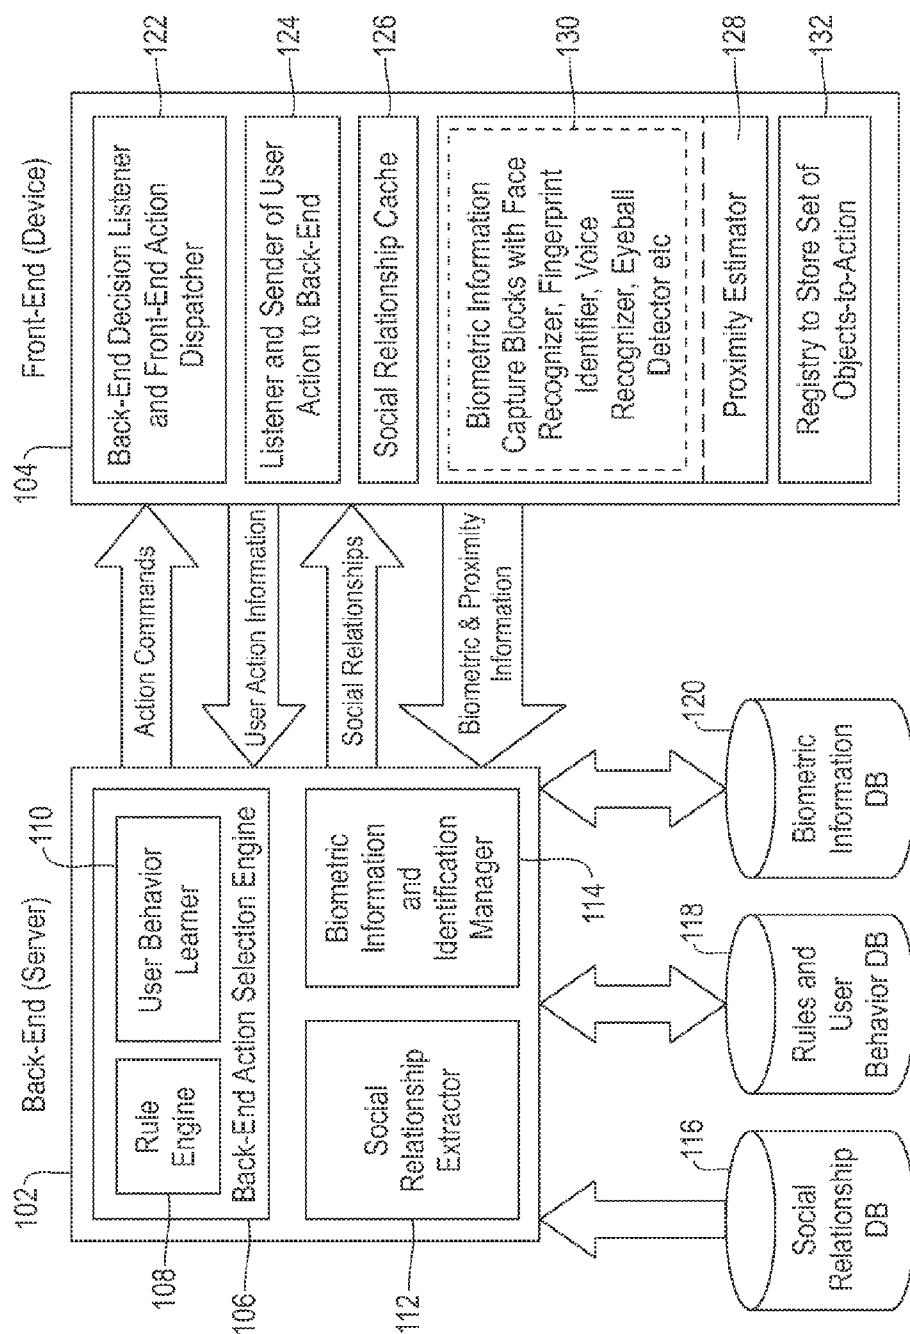 Back-End (Server)
102
Rule
Engine
108
User Behavior
Learner
110
Back-End Action Selection Engine
106
Social
Relationship
Extractor
112
Biometric
Information
and
Identification
Manager
114
Social
Relationship
DB
116
Rules and
User
Behavior DB
118
Biometric
Information
DB
120
Action Commands
User Action Information
Social Relationships
Biometric & Proximity
Information
Front-End (Device)
104
Back-End Decision Listener
and Front-End Action
Dispatcher
122
Listener and Sender of User
Action to Back-End
124
Social Relationship Cache
126
Biometric Information
Capture Blocks with Face
Recognizer, Fingerprint
Identifier, Voice
Recognizer, Eyeball
Detector etc
130
Proximity Estimator
128
Registry to Store Set of
Objects-to-Action
132